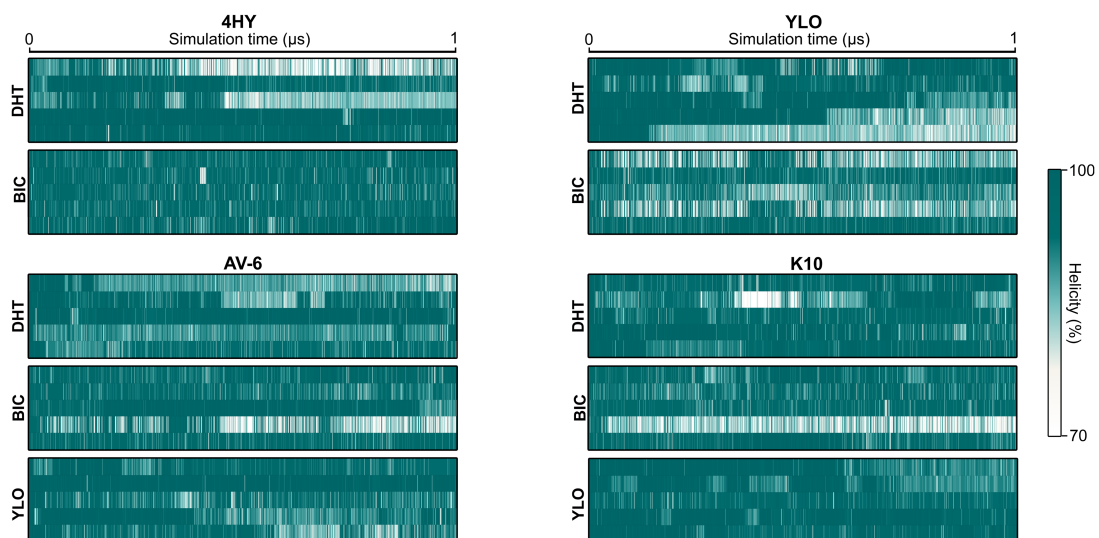 4HY
0 Simulation time (μs) 1
DHT
BIC
YLO
0 Simulation time (μs) 1
DHT
BIC
AV-6
DHT
BIC
YLO
K10
DHT
BIC
YLO
100
Helicity (%)
70